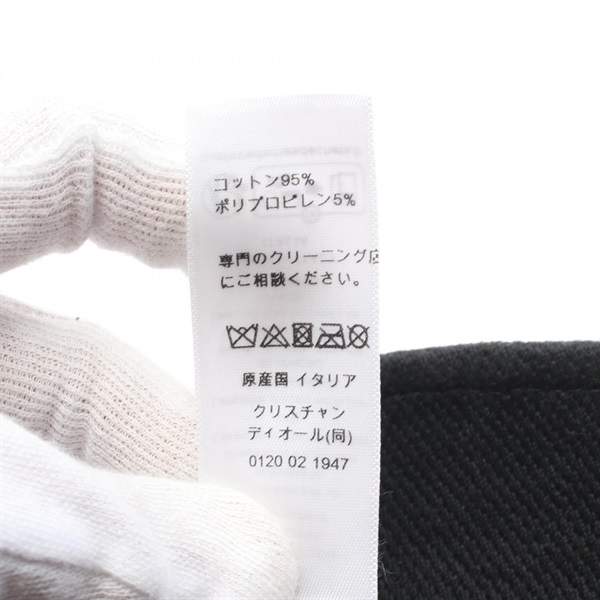 コットン95%
ポリプロピレン5%
専門のクリーニング店
にご相談ください。
原産国 イタリア
クリスチャン
ディオール(同)
0120 02 1947